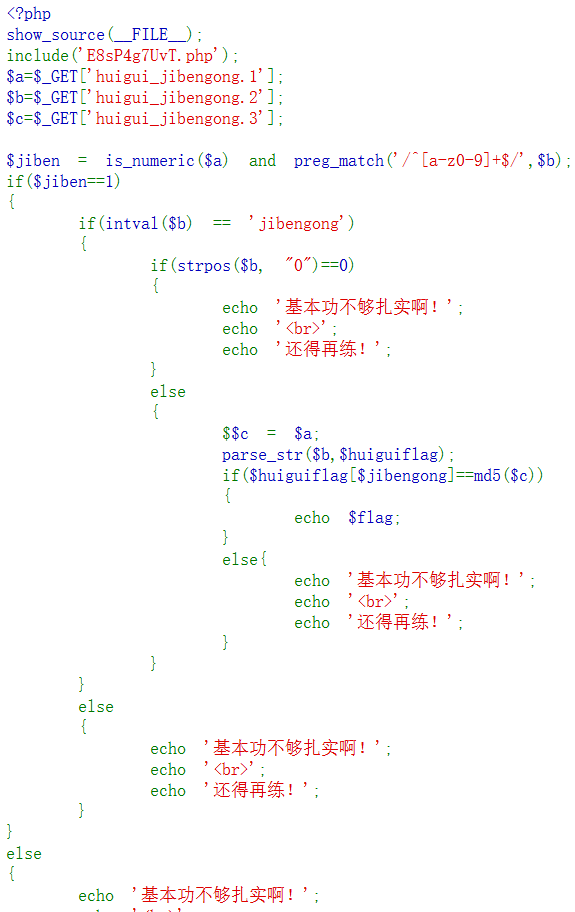 <?php
show_source(__FILE__);
include('E8sP4g7UvT.php');
$a=$_GET['huigui_jibengong.1'];
$b=$_GET['huigui_jibengong.2'];
$c=$_GET['huigui_jibengong.3'];
$jiben = is_numeric($a) and preg_match('/^[a-z0-9]+$/',$b);
if($jiben==1)
{
if(intval($b) == 'jibengong')
{
if(strpos($b, "0")==0)
{
echo '基本功不够扎实啊！';
echo '<br>';
echo '还得再练！';
}
else
{
$$c = $a;
parse_str($b,$huiguiflag);
if($huiguiflag[$jibengong]==md5($c))
{
echo $flag;
}
else{
echo '基本功不够扎实啊！';
echo '<br>';
echo '还得再练！';
}
}
}
else
{
echo '基本功不够扎实啊！';
echo '<br>';
echo '还得再练！';
}
}
else
{
echo '基本功不够扎实啊！';